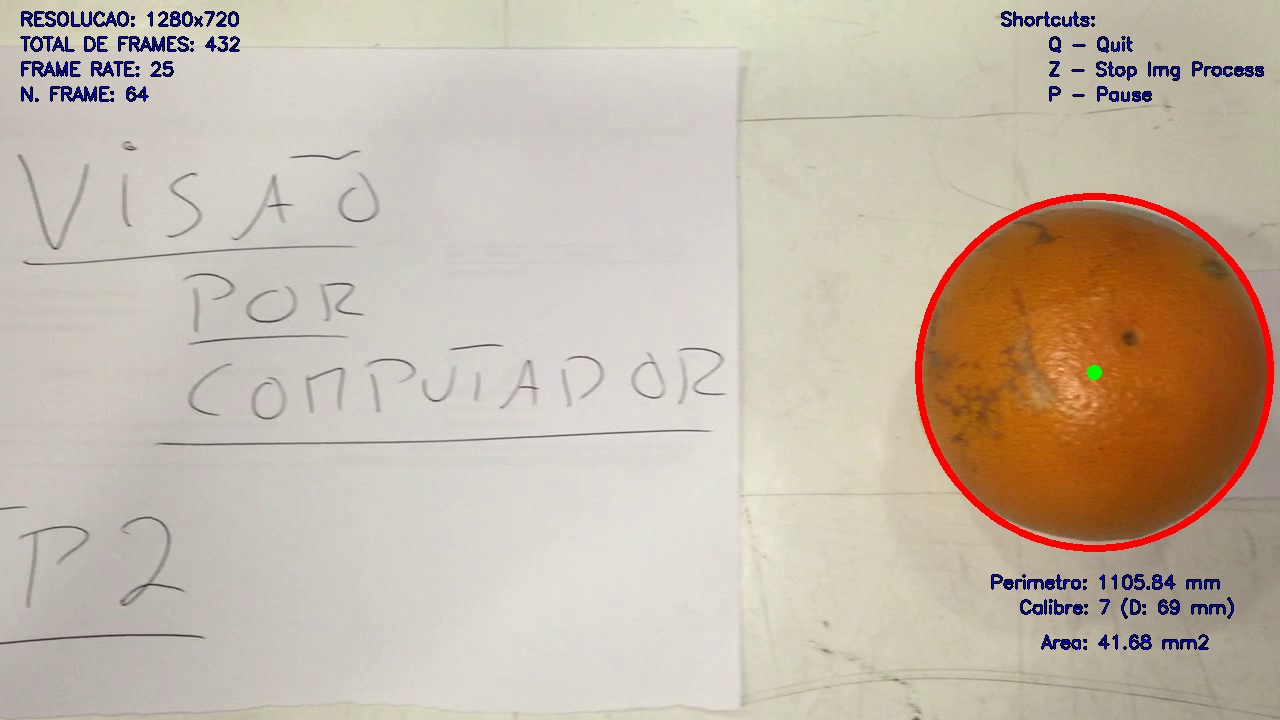 RESOLUCAO: 1280x720
TOTAL DE FRAMES: 432
FRAME RATE: 25
N. FRAME: 64
Shortcuts:
Q - Quit
Z - Stop Img Process
P - Pause
VISÃO
POR
COMPUTADOR
TP2
Perimetro: 1105.84 mm
Calibre: 7 (D: 69 mm)
Area: 41.68 mm2